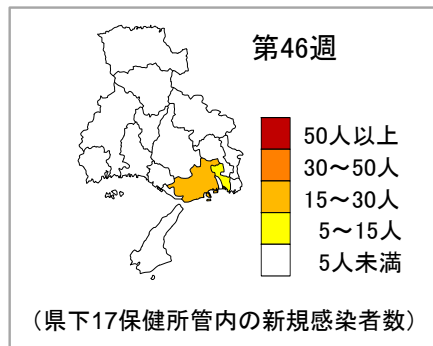 第46週
50人以上
30～50人
15～30人
5～15人
5人未満
（県下17保健所管内の新規感染者数）